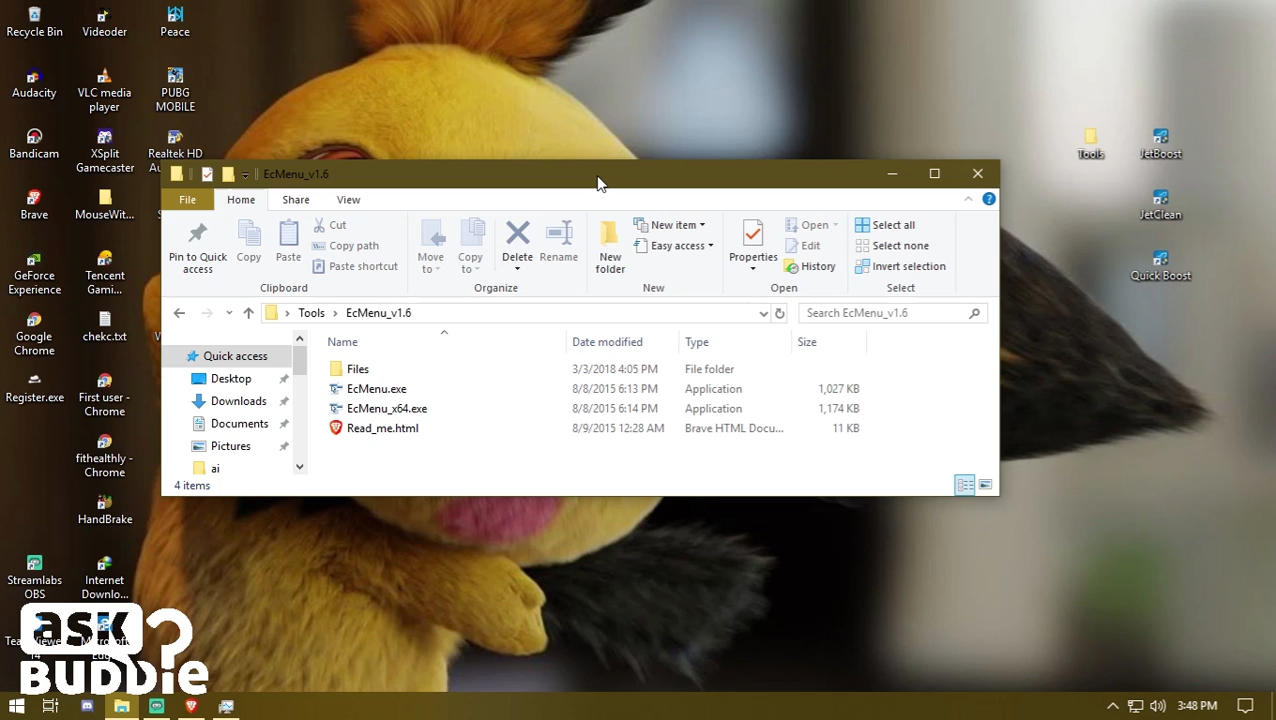 Recycle Bin
Videoder
Peace
Audacity
VLC media
player
PUBG
MOBILE
Bandicam
XSplit
Gamecaster
Realtek HD
Brave
MouseWit...
GeForce
Experience
Tencent
Gami...
Google
Chrome
chekc.txt
Register.exe
First user -
Chrome
fithealthly -
Chrome
HandBrake
Streamlabs
OBS
Internet
Downlo...
Tools
JetBoost
JetClean
Quick Boost
EcMenu_v1.6
File
Home
Share
View
Pin to Quick
access
Copy
Paste
Cut
Copy path
Paste shortcut
Clipboard
Move
to
Copy
to
Delete
Rename
Organize
New
folder
New item
Easy access
New
Properties
Open
Edit
History
Open
Select all
Select none
Invert selection
Select
Tools > EcMenu_v1.6
Search EcMenu_v1.6
Quick access
Desktop
Downloads
Documents
Pictures
ai
Name Date modified Type Size
Files 3/3/2018 4:05 PM File folder
EcMenu.exe 8/8/2015 6:13 PM Application 1,027 KB
EcMenu_x64.exe 8/8/2015 6:14 PM Application 1,174 KB
Read_me.html 8/9/2015 12:28 AM Brave HTML Docu... 11 KB
4 items
ask
BUDDie
3:48 PM